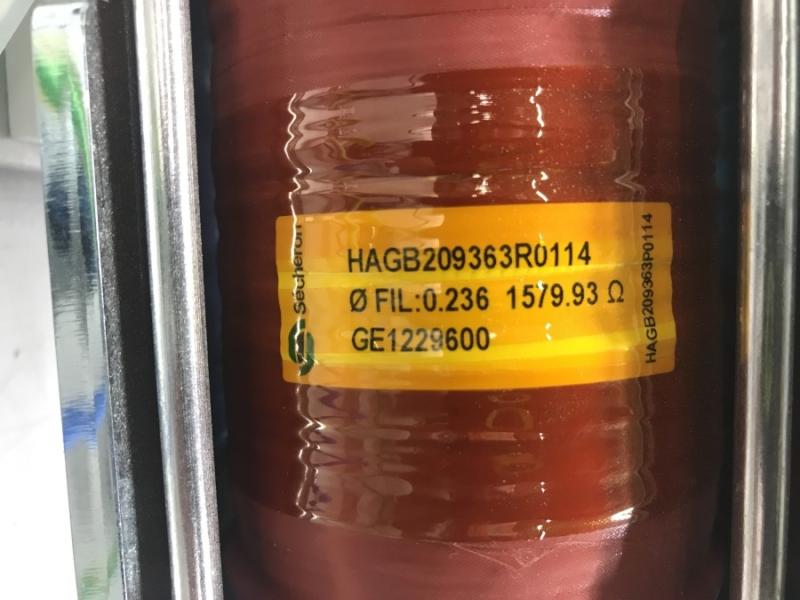 Sécheron
HAGB209363R0114
Ø FIL:0.236 1579.93 Ω
GE1229600
HAGB209363P0114